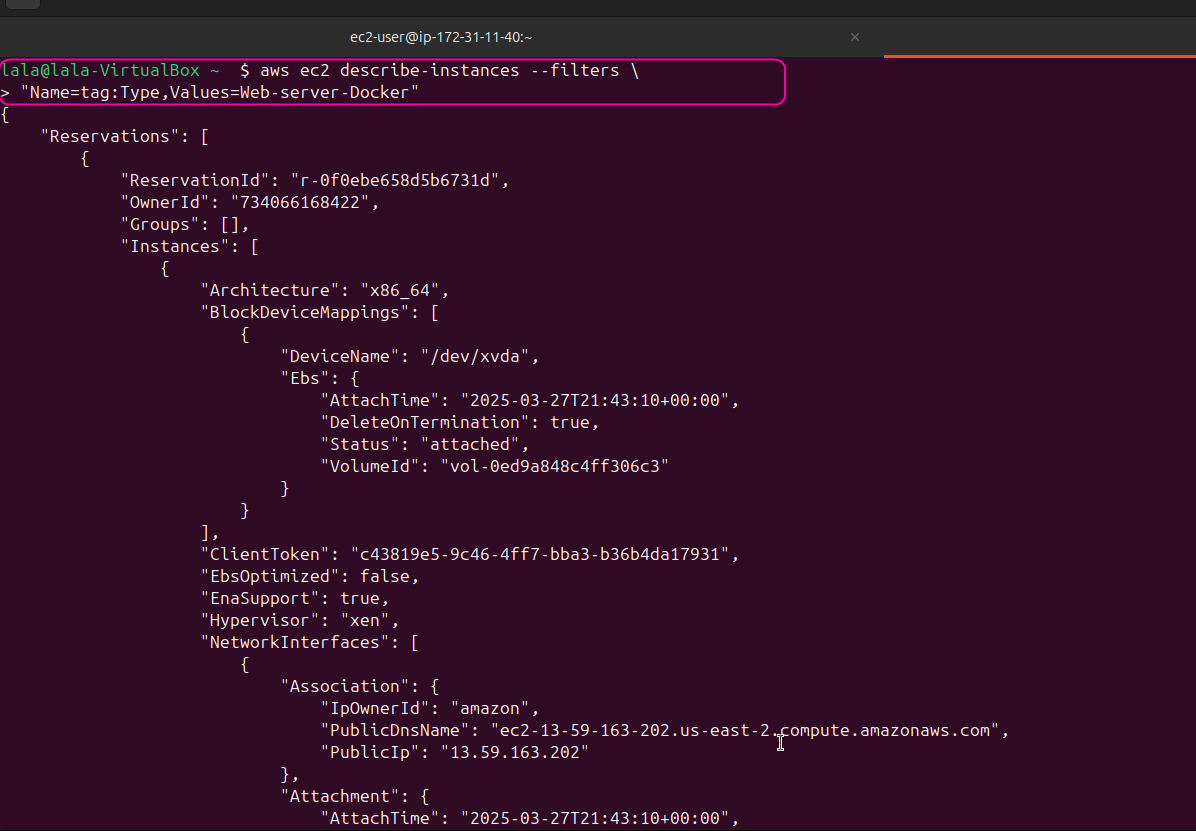 ec2-user@ip-172-31-11-40:~ ×
lala@lala-VirtualBox ~ $ aws ec2 describe-instances --filters \
> "Name=tag:Type,Values=Web-server-Docker"
{
    "Reservations": [
        {
            "ReservationId": "r-0f0ebe658d5b6731d",
            "OwnerId": "734066168422",
            "Groups": [],
            "Instances": [
                {
                    "Architecture": "x86_64",
                    "BlockDeviceMappings": [
                        {
                            "DeviceName": "/dev/xvda",
                            "Ebs": {
                                "AttachTime": "2025-03-27T21:43:10+00:00",
                                "DeleteOnTermination": true,
                                "Status": "attached",
                                "VolumeId": "vol-0ed9a848c4ff306c3"
                            }
                        }
                    ],
                    "ClientToken": "c43819e5-9c46-4ff7-bba3-b36b4da17931",
                    "EbsOptimized": false,
                    "EnaSupport": true,
                    "Hypervisor": "xen",
                    "NetworkInterfaces": [
                        {
                            "Association": {
                                "IpOwnerId": "amazon",
                                "PublicDnsName": "ec2-13-59-163-202.us-east-2.compute.amazonaws.com",
                                "PublicIp": "13.59.163.202"
                            },
                            "Attachment": {
                                "AttachTime": "2025-03-27T21:43:10+00:00",